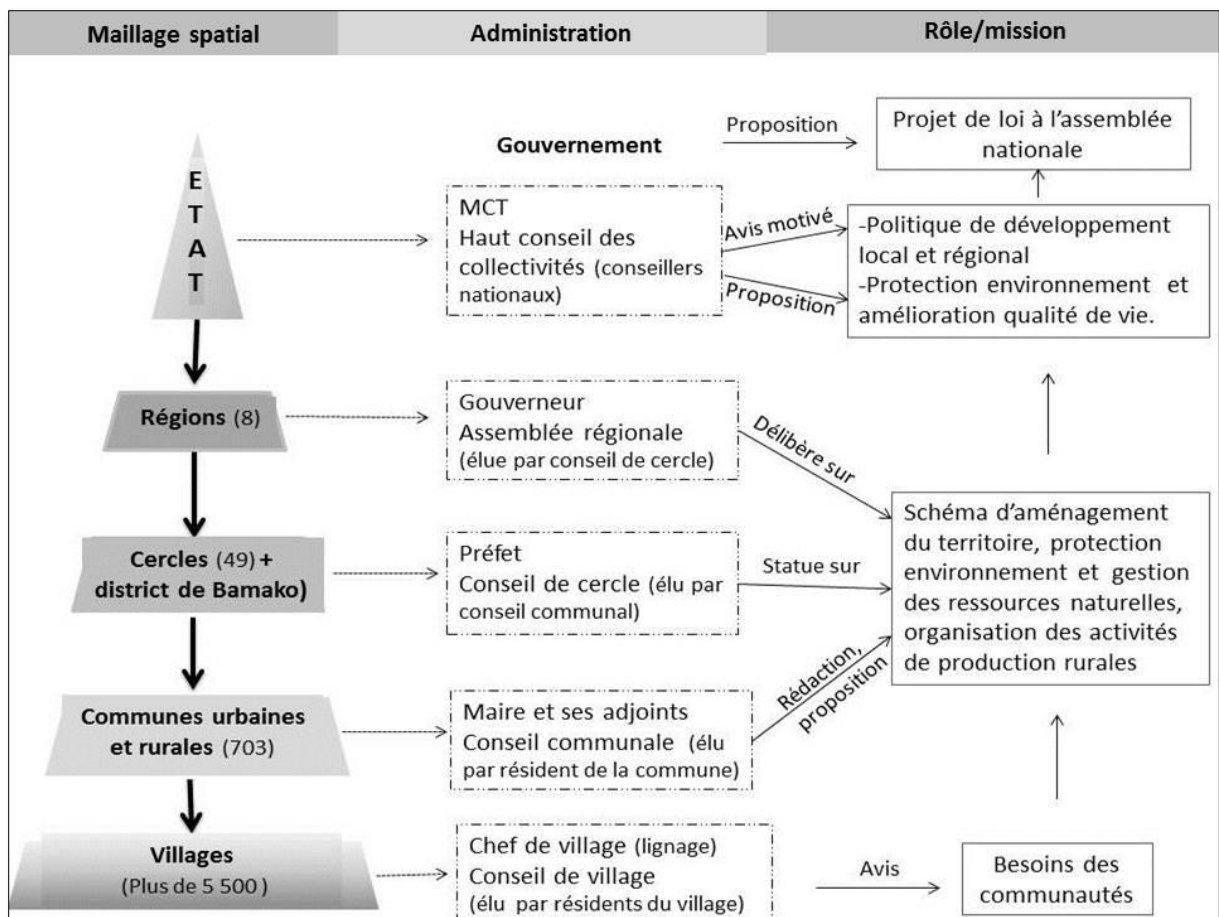 Maillage spatial
Administration
Rôle/mission
E
T
A
T
Gouvernement
Proposition
Projet de loi à l'assemblée
nationale
MCT
Haut conseil des
collectivités (conseillers
nationaux)
Avis motivé
Proposition
-Politique de développement
local et régional
-Protection environnement et
amélioration qualité de vie.
Régions (8)
Gouverneur
Assemblée régionale
(élue par conseil de cercle)
Délibère sur
Cercles (49) +
district de Bamako)
Préfet
Conseil de cercle (élu par
conseil communal)
Statue sur
Schéma d'aménagement
du territoire, protection
environnement et gestion
des ressources naturelles,
organisation des activités
de production rurales
Communes urbaines
et rurales (703)
Maire et ses adjoints
Conseil communale (élu
par résident de la commune)
Rédaction,
proposition
Villages
(Plus de 5 500 )
Chef de village (lignage)
Conseil de village
(élu par résidents du village)
Avis
Besoins des
communautés